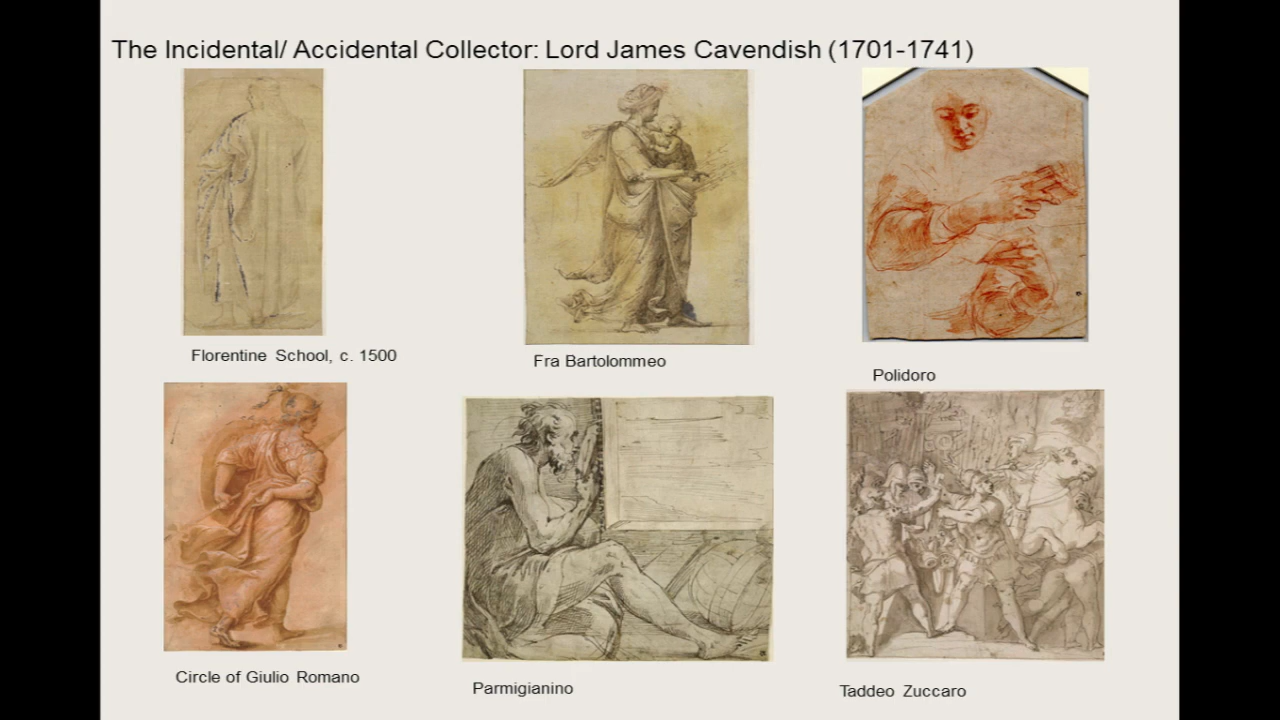 The Incidental/ Accidental Collector: Lord James Cavendish (1701-1741)
Florentine School, c. 1500
Fra Bartolommeo
Polidoro
Circle of Giulio Romano
Parmigianino
Taddeo Zuccaro